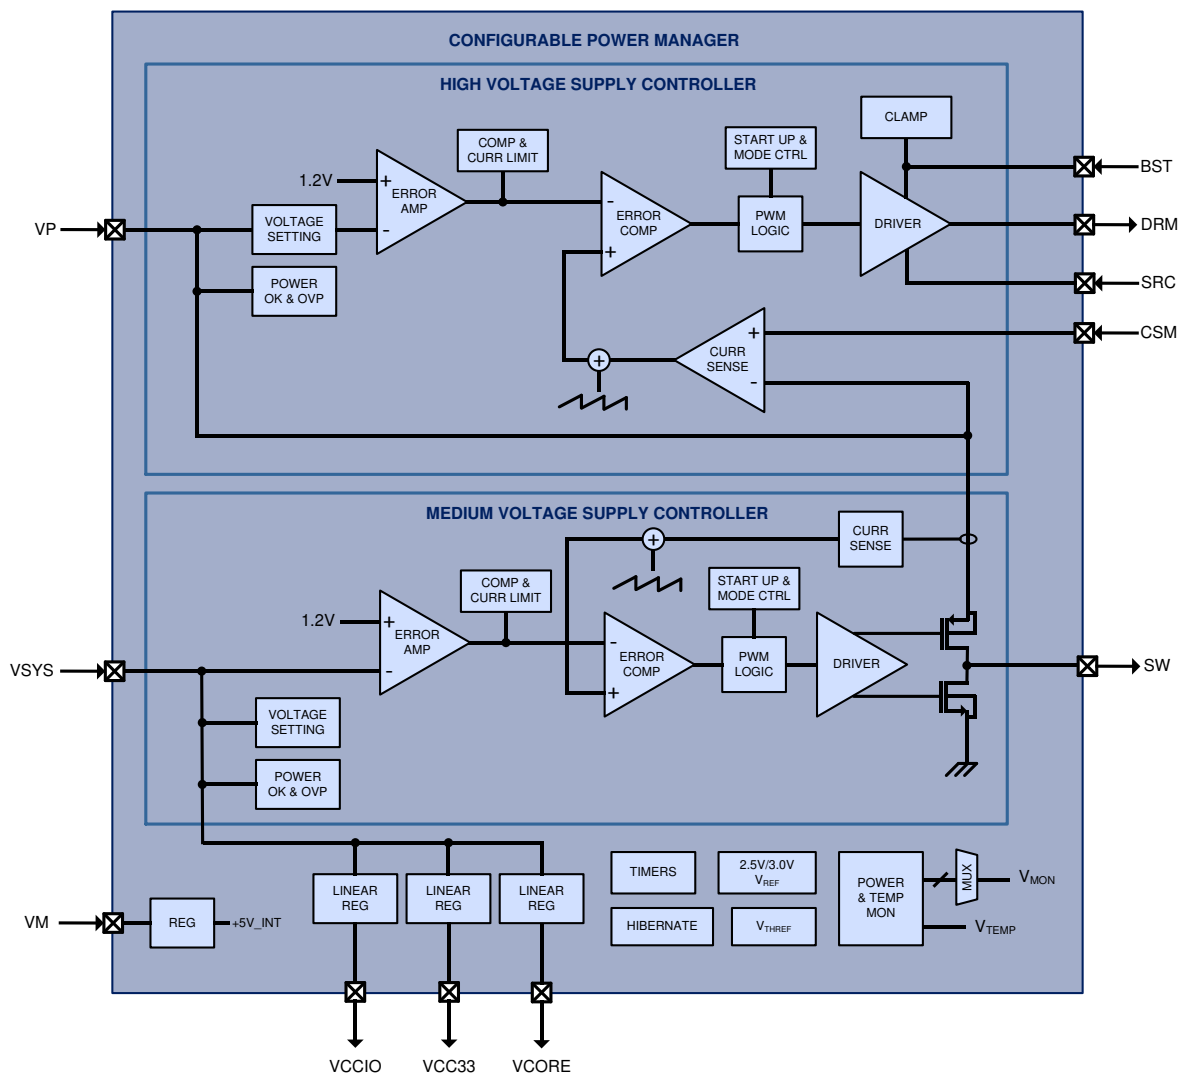 CONFIGURABLE POWER MANAGER
HIGH VOLTAGE SUPPLY CONTROLLER
CLAMP
COMP &
CURR LIMIT
START UP &
MODE CTRL
BST
1.2V
+
ERROR
AMP
-
VOLTAGE
SETTING
-
ERROR
COMP
+
PWM
LOGIC
DRIVER
DRM
VP
POWER
OK & OVP
SRC
CSM
+
CURR
SENSE
-
+
MEDIUM VOLTAGE SUPPLY CONTROLLER
+
CURR
SENSE
COMP &
CURR LIMIT
START UP &
MODE CTRL
1.2V
+
ERROR
AMP
-
-
ERROR
COMP
+
PWM
LOGIC
DRIVER
SW
VSYS
VOLTAGE
SETTING
POWER
OK & OVP
LINEAR
REG
LINEAR
REG
LINEAR
REG
TIMERS
2.5V/3.0V
VREF
HIBERNATE
VTHREF
POWER
& TEMP
MON
MUX
VMON
VTEMP
VM
REG
+5V_INT
VCCIO
VCC33
VCORE